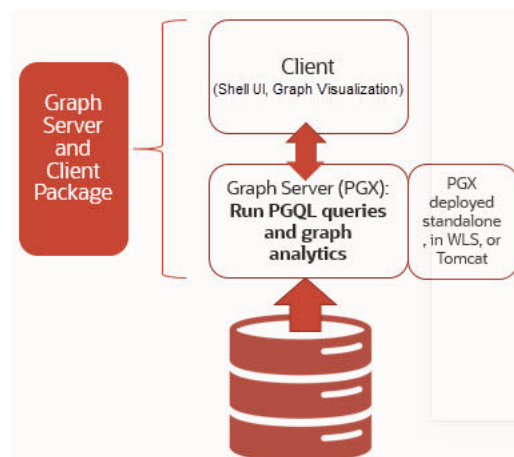 Client
(Shell UI, Graph Visualization)
Graph
Server
and
Client
Package
Graph Server (PGX):
Run PGQL queries
and graph
analytics
PGX
deployed
standalone
, in WLS, or
Tomcat